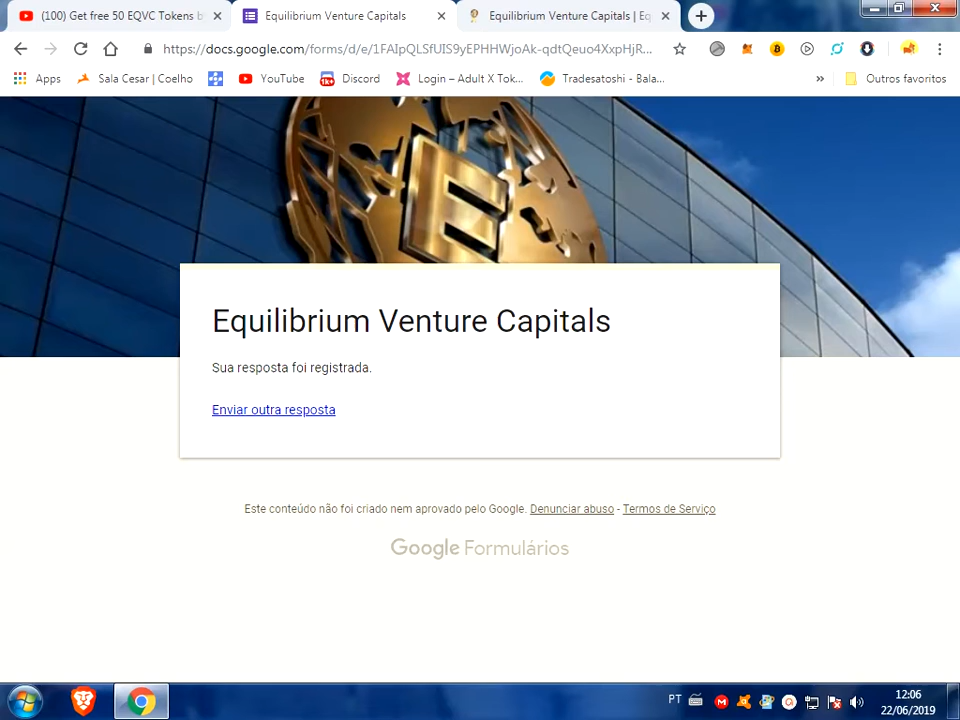 (100) Get free 50 EQVC Tokens b
Equilibrium Venture Capitals
Equilibrium Venture Capitals | Eq
https://docs.google.com/forms/d/e/1FAIpQLSfUIS9yEPHHWjoAk-qdtQeuo4XxpHjR...
Apps
Sala Cesar | Coelho
YouTube
1k+
Discord
Login – Adult X Tok...
Tradesatoshi - Bala...
»
Outros favoritos
Equilibrium Venture Capitals
Sua resposta foi registrada.
Enviar outra resposta
Este conteúdo não foi criado nem aprovado pelo Google. Denunciar abuso - Termos de Serviço
Google Formulários
PT
12:06
22/06/2019